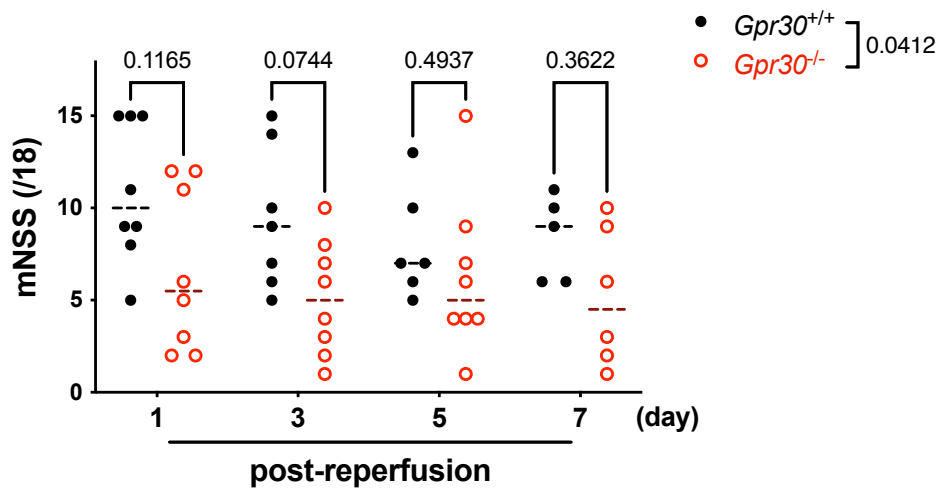 Gpr30+/+
0.0412
Gpr30-/-
0.1165 0.0744 0.4937 0.3622
mNSS (/18)
15
10
5
0
1 3 5 7 (day)
post-reperfusion